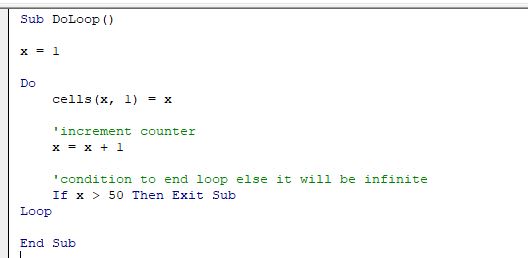 Sub DoLoop()
x = 1
Do
cells(x, 1) = x
'increment counter
x = x + 1
'condition to end loop else it will be infinite
If x > 50 Then Exit Sub
Loop
End Sub